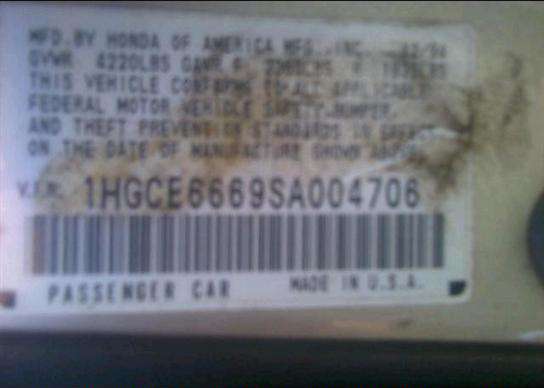 MFD. BY HONDA OF AMERICA MFG., INC.
GVWR 4220LBS GAWR F
THIS VEHICLE CONFORMS TO ALL APPLICABLE
FEDERAL MOTOR VEHICLE SAFETY, BUMPER,
AND THEFT PREVENTION STANDARDS IN EFFECT
ON THE DATE OF MANUFACTURE SHOWN ABOVE.
V.I.N. 1HGCE6669SA004706
PASSENGER CAR MADE IN U.S.A.